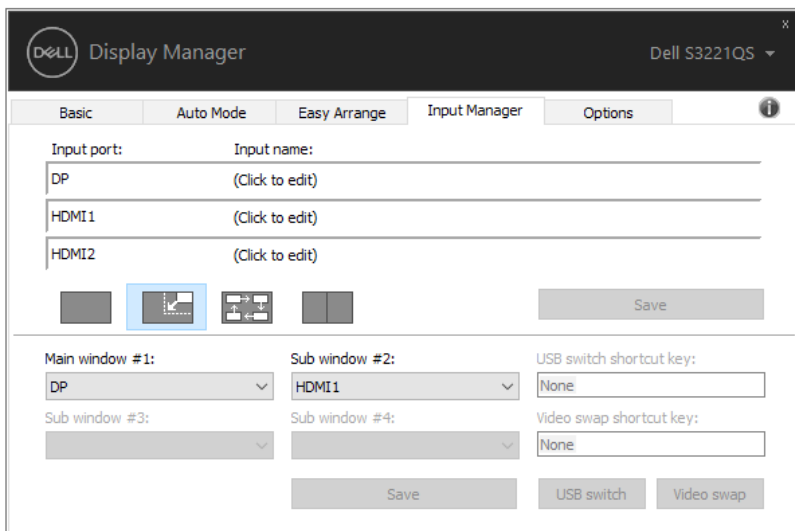 x
DELL Display Manager Dell S3221QS
Basic Auto Mode Easy Arrange Input Manager Options i
Input port: Input name:
DP (Click to edit)
HDMI1 (Click to edit)
HDMI2 (Click to edit)
Save
Main window #1: Sub window #2: USB switch shortcut key:
DP HDMI1 None
Sub window #3: Sub window #4: Video swap shortcut key:
None
Save USB switch Video swap